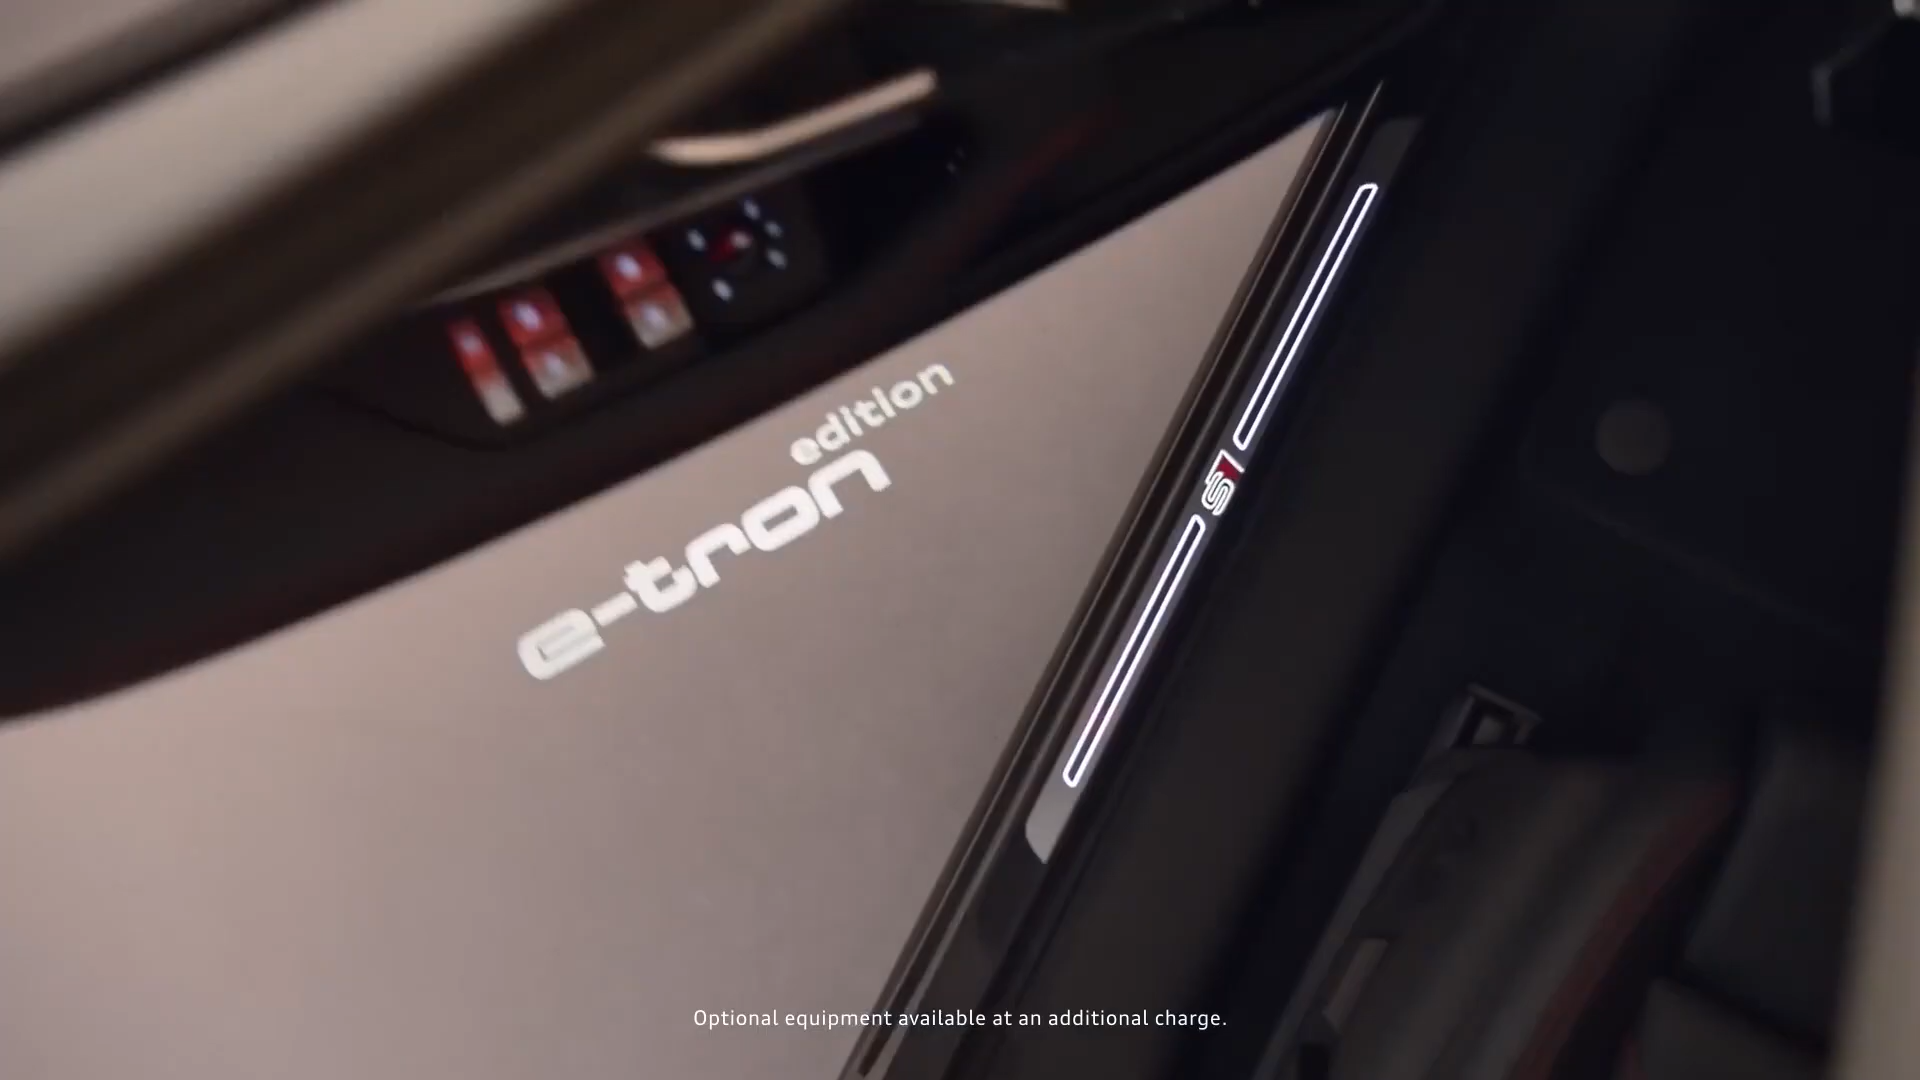 edition
e-tron
S
Optional equipment available at an additional charge.